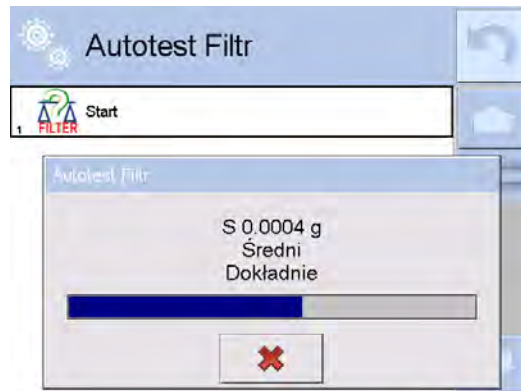 Autotest Filtr
1 FILTER Start
Autotest Filtr
S 0.0004 g
Średni
Dokładnie